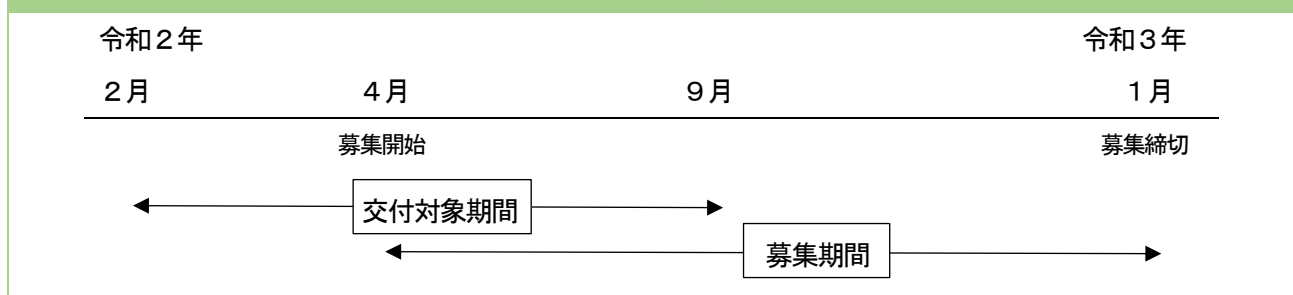 令和２年 令和３年
２月 ４月 ９月 １月
募集開始 募集締切
交付対象期間
募集期間